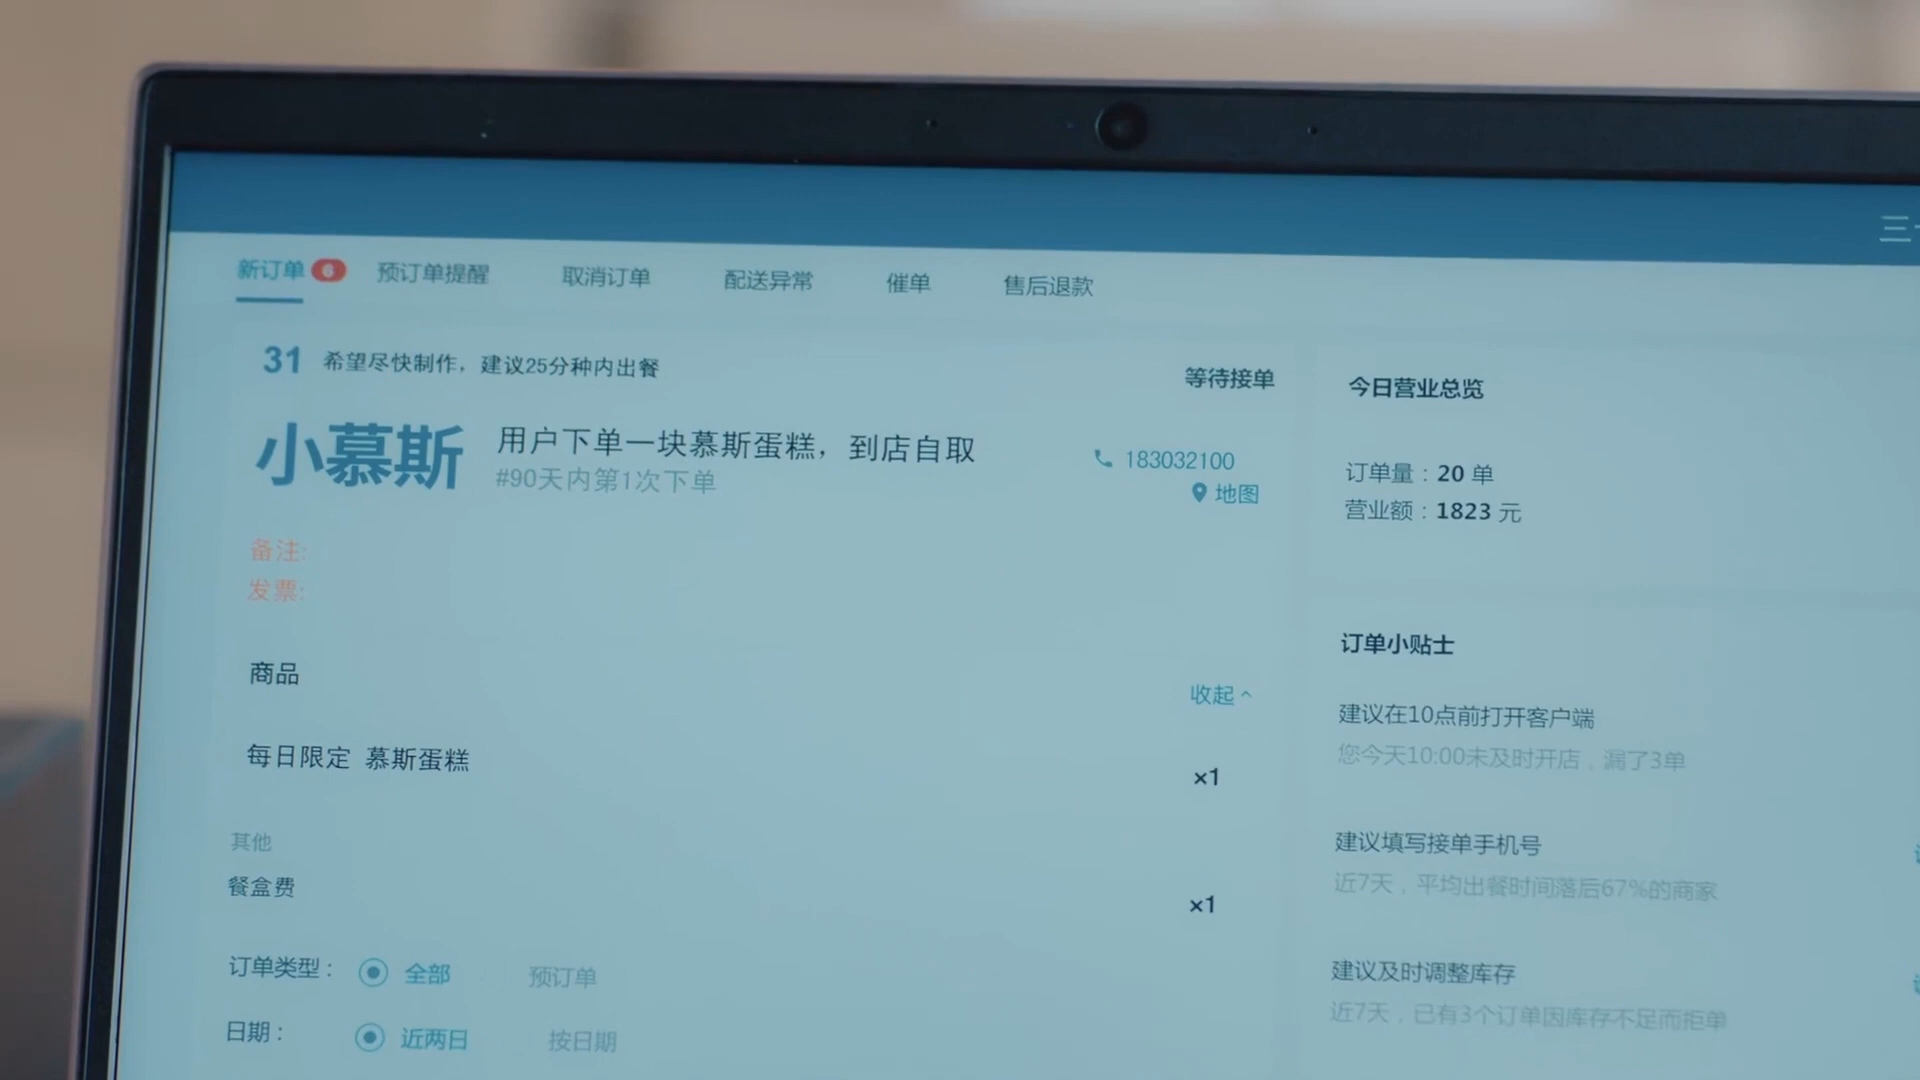 三
新订单 6 预订单提醒 取消订单 配送异常 催单 售后退款
31 希望尽快制作，建议25分种内出餐 等待接单
小慕斯 用户下单一块慕斯蛋糕，到店自取
#90天内第1次下单
183032100
地图
备注:
发票:
商品
收起
每日限定 慕斯蛋糕 ×1
其他
餐盒费 ×1
订单类型： 全部 预订单
日期： 近两日 按日期
今日营业总览
订单量：20 单
营业额：1823 元
订单小贴士
建议在10点前打开客户端
您今天10:00未及时开店，漏了3单
建议填写接单手机号
近7天，平均出餐时间落后67%的商家
建议及时调整库存
近7天，已有3个订单因库存不足而拒单